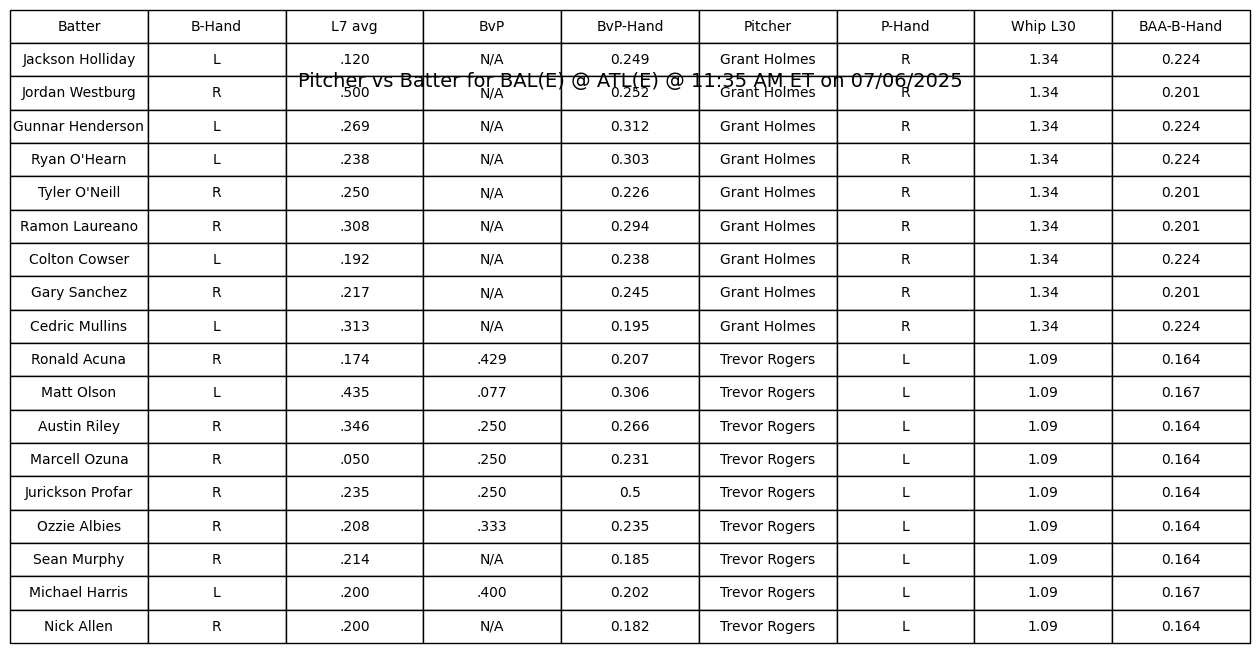 Batter B-Hand L7 avg BvP BvP-Hand Pitcher P-Hand Whip L30 BAA-B-Hand
Jackson Holliday L .120 N/A 0.249 Grant Holmes R 1.34 0.224
Pitcher vs Batter for BAL(E) @ ATL(E) @ 11:35 AM ET on 07/06/2025
Jordan Westburg R .500 N/A 0.252 Grant Holmes R 1.34 0.201
Gunnar Henderson L .269 N/A 0.312 Grant Holmes R 1.34 0.224
Ryan O'Hearn L .238 N/A 0.303 Grant Holmes R 1.34 0.224
Tyler O'Neill R .250 N/A 0.226 Grant Holmes R 1.34 0.201
Ramon Laureano R .308 N/A 0.294 Grant Holmes R 1.34 0.201
Colton Cowser L .192 N/A 0.238 Grant Holmes R 1.34 0.224
Gary Sanchez R .217 N/A 0.245 Grant Holmes R 1.34 0.201
Cedric Mullins L .313 N/A 0.195 Grant Holmes R 1.34 0.224
Ronald Acuna R .174 .429 0.207 Trevor Rogers L 1.09 0.164
Matt Olson L .435 .077 0.306 Trevor Rogers L 1.09 0.167
Austin Riley R .346 .250 0.266 Trevor Rogers L 1.09 0.164
Marcell Ozuna R .050 .250 0.231 Trevor Rogers L 1.09 0.164
Jurickson Profar R .235 .250 0.5 Trevor Rogers L 1.09 0.164
Ozzie Albies R .208 .333 0.235 Trevor Rogers L 1.09 0.164
Sean Murphy R .214 N/A 0.185 Trevor Rogers L 1.09 0.164
Michael Harris L .200 .400 0.202 Trevor Rogers L 1.09 0.167
Nick Allen R .200 N/A 0.182 Trevor Rogers L 1.09 0.164